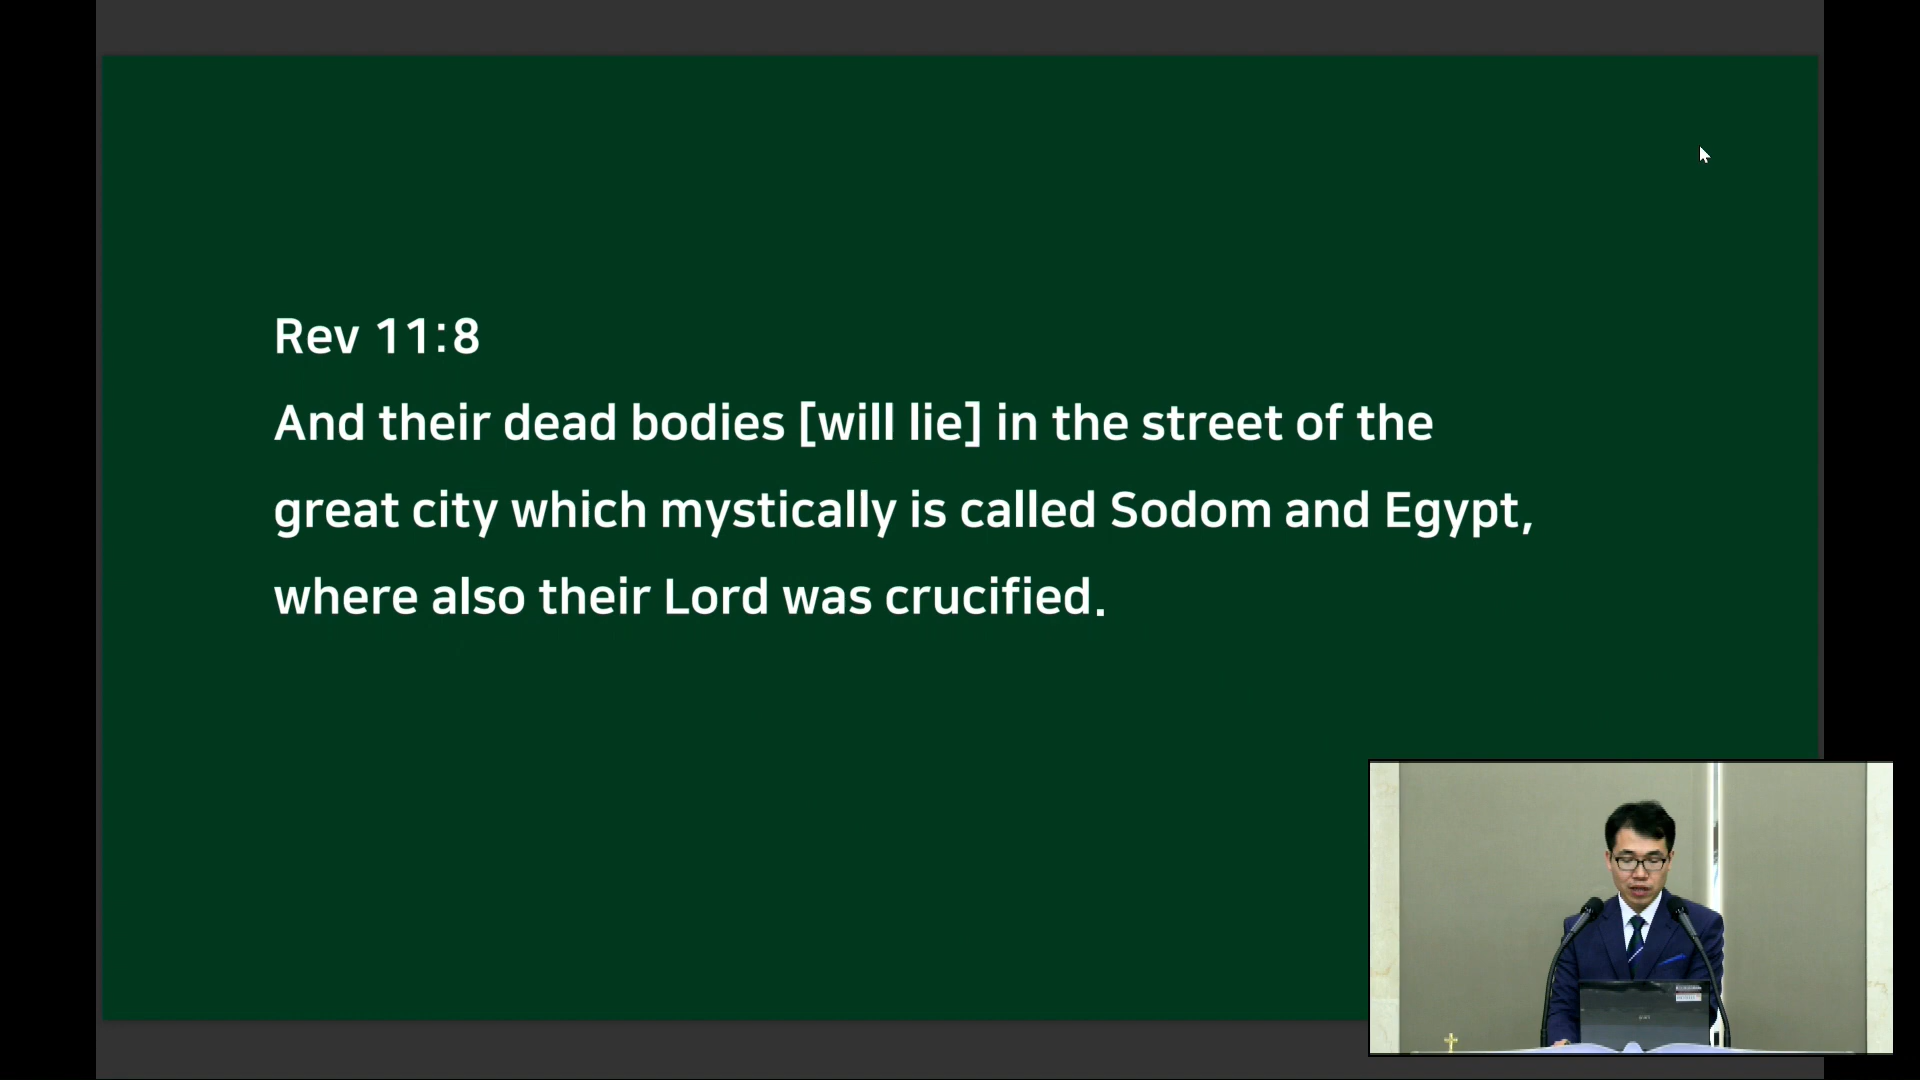 Rev 11:8
And their dead bodies [will lie] in the street of the
great city which mystically is called Sodom and Egypt,
where also their Lord was crucified.